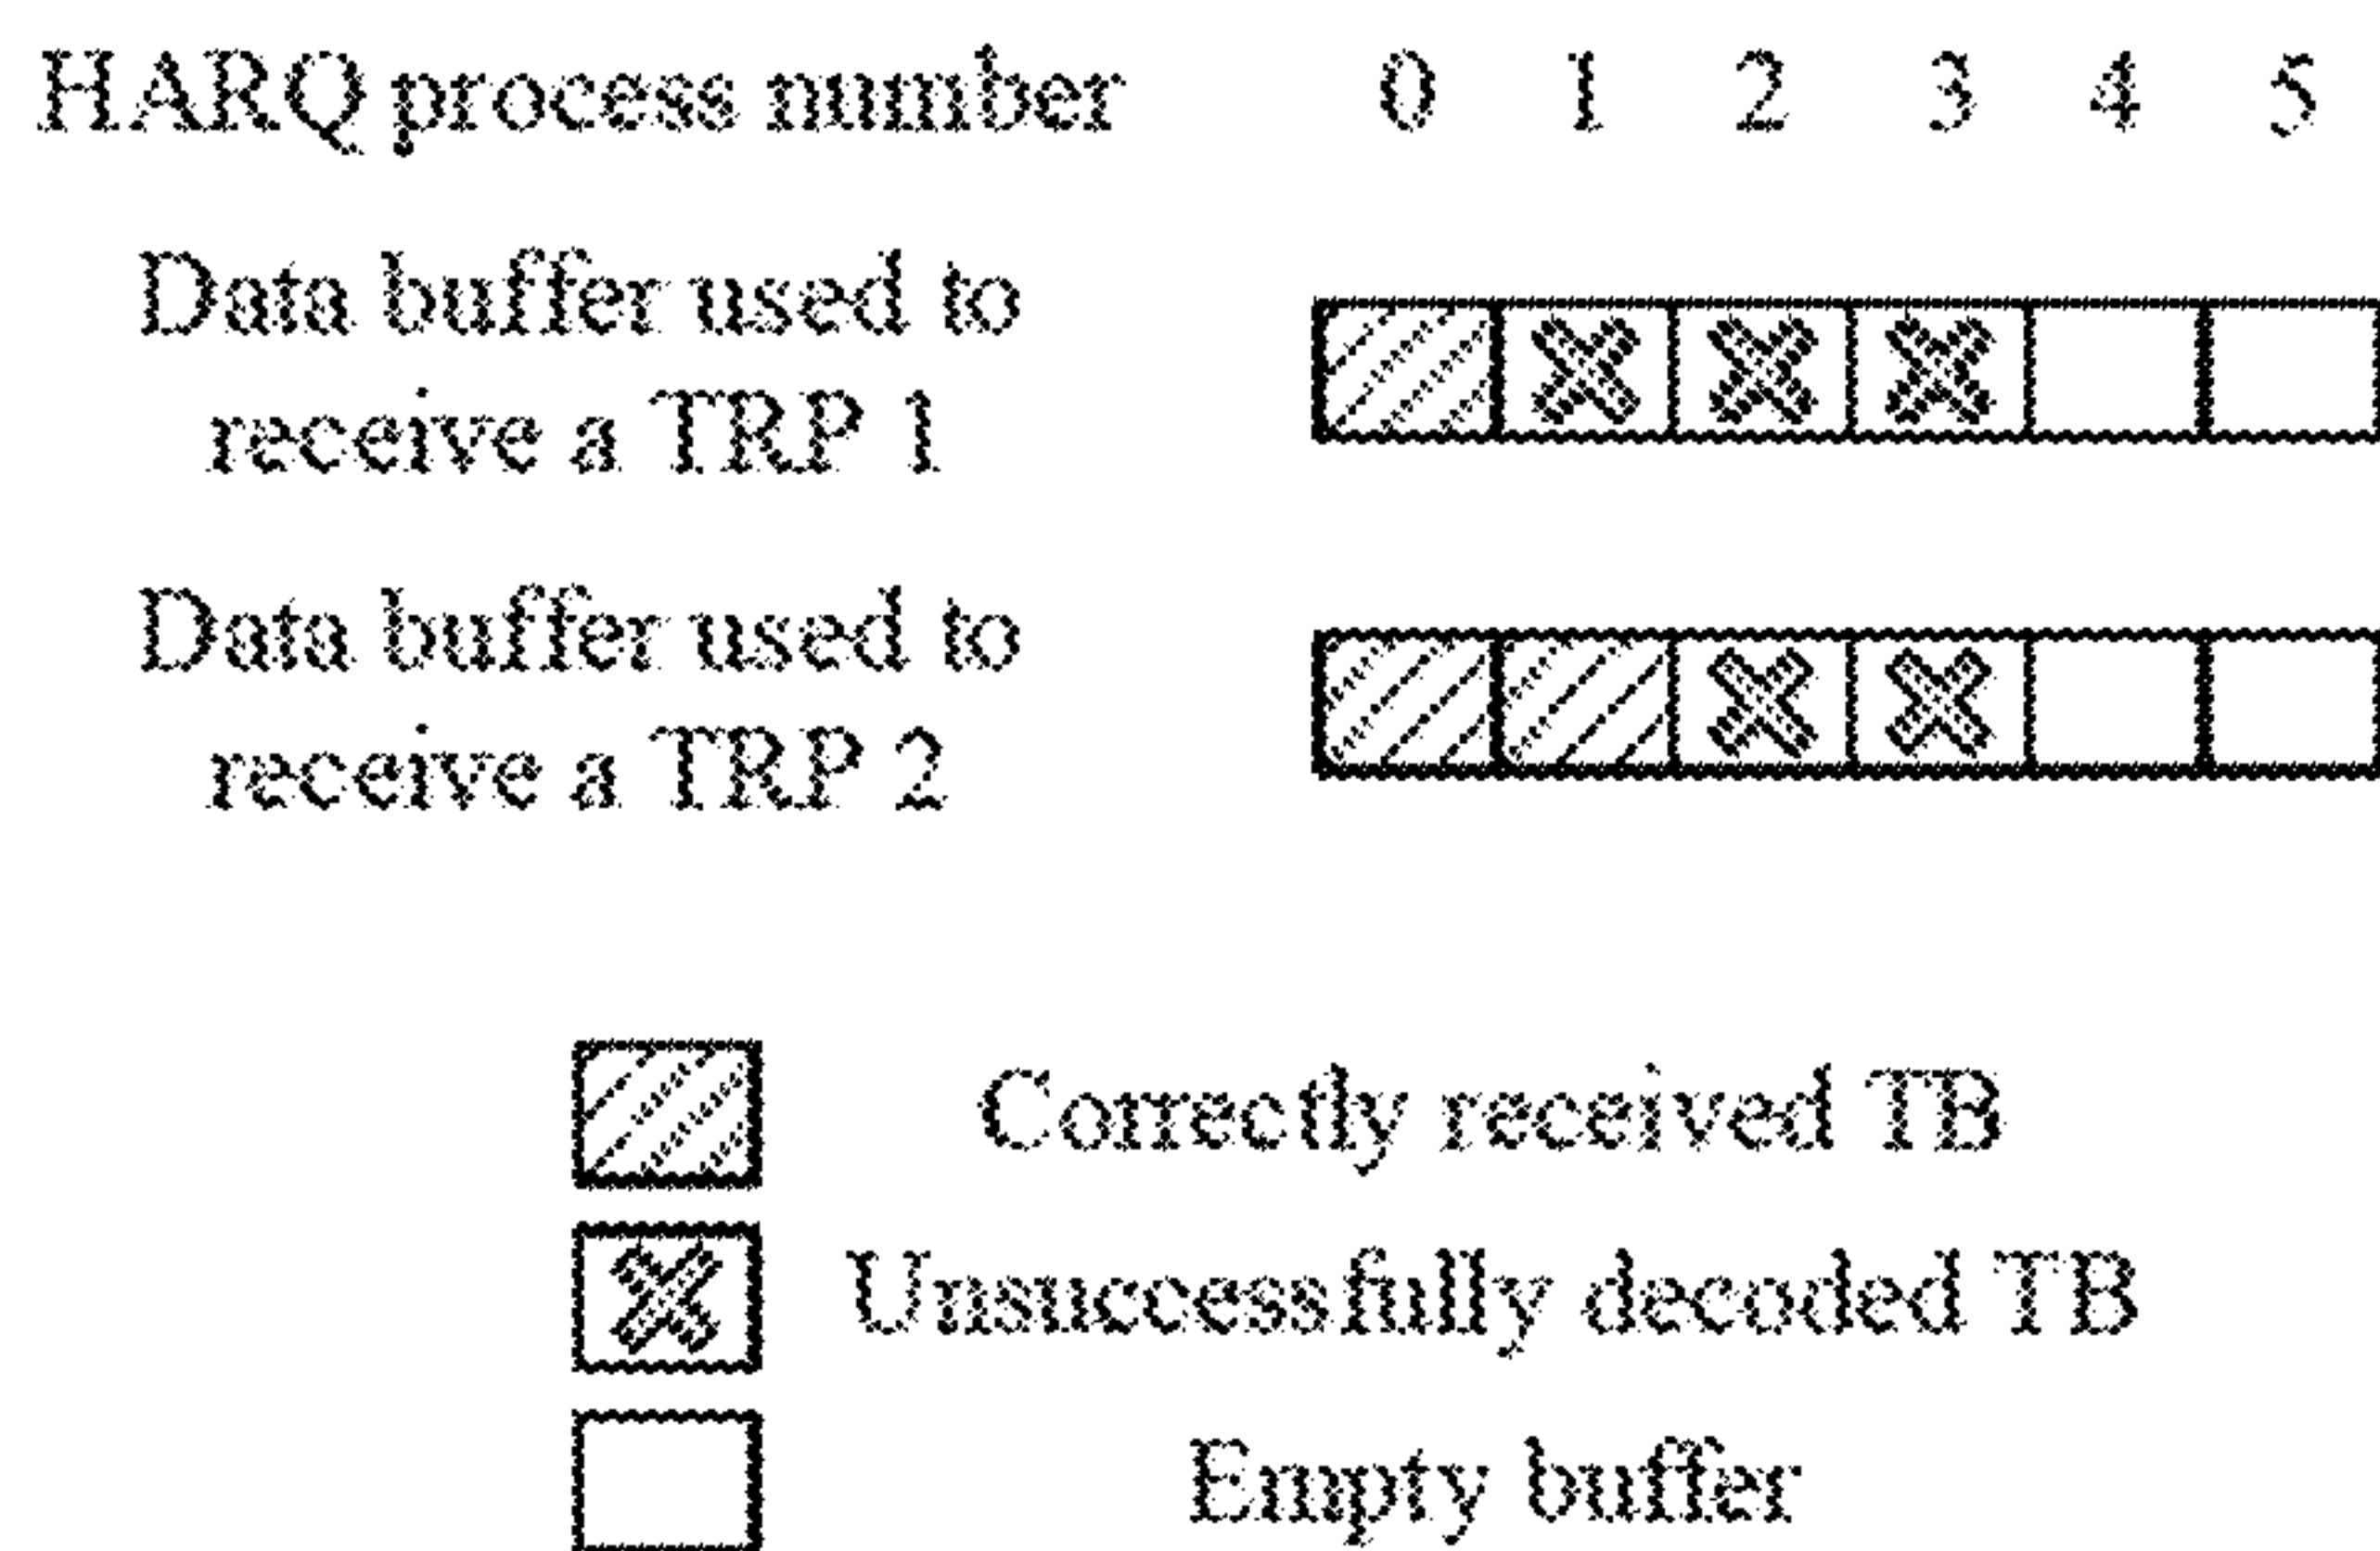 HARQ process number 0 1 2 3 4 5
Data buffer used to
receive a TRP 1
Data buffer used to
receive a TRP 2
Correctly received TB
Unsuccessfully decoded TB
Empty buffer